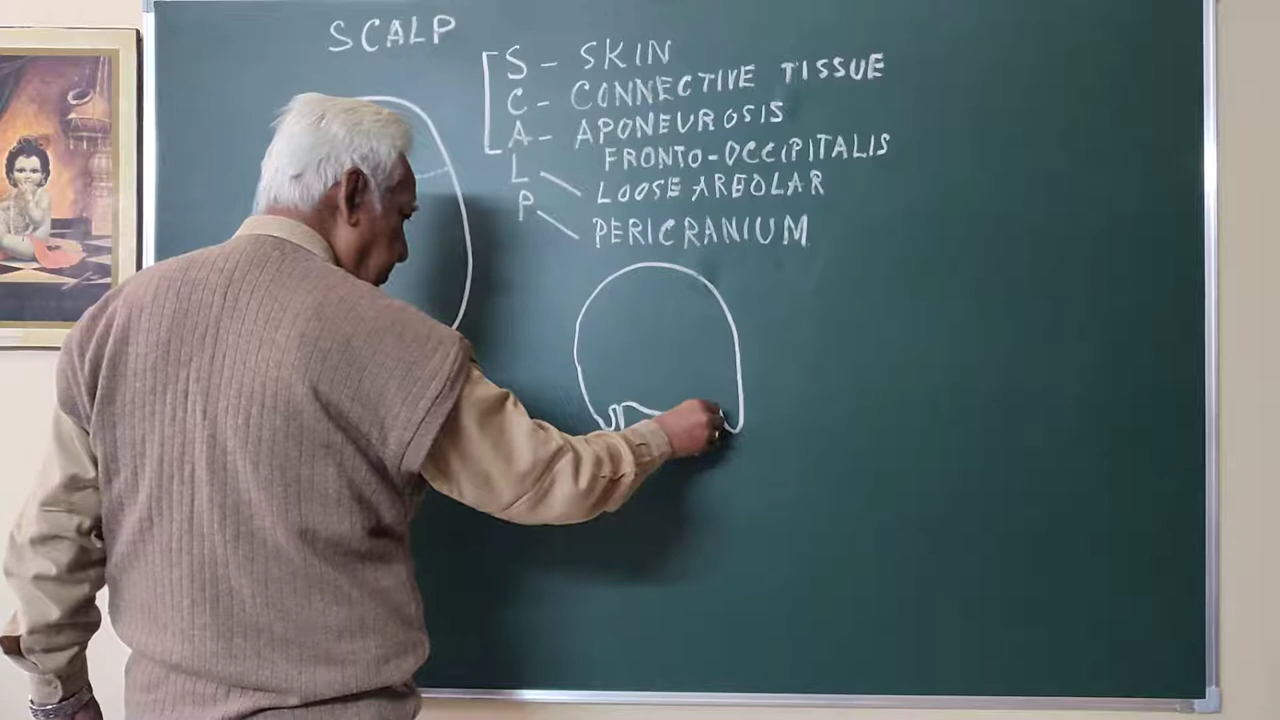 SCALP
S - SKIN
C - CONNECTIVE TISSUE
A - APONEUROSIS
FRONTO-OCCIPITALIS
L LOOSE AREOLAR
P PERICRANIUM